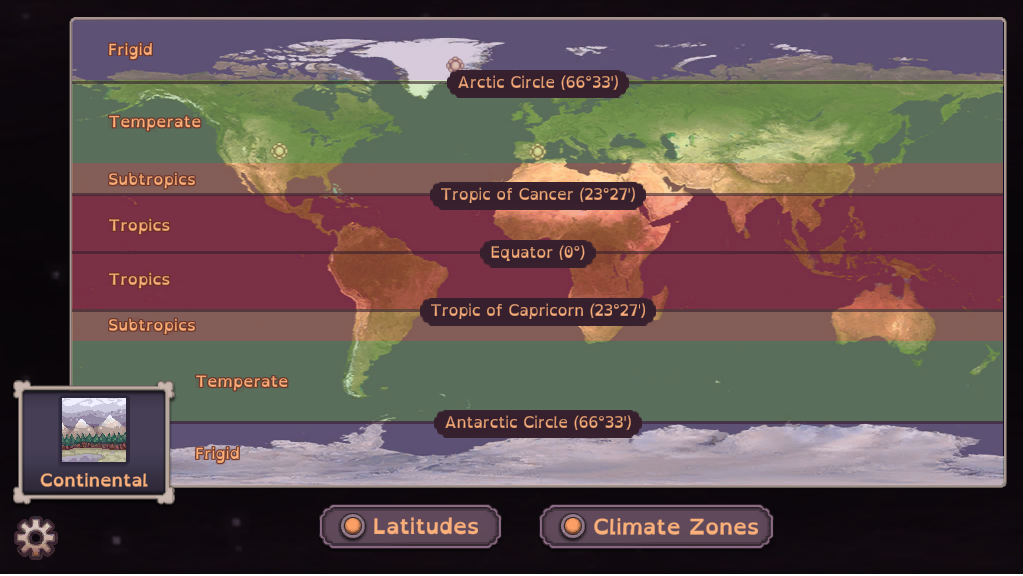 Frigid
Arctic Circle (66°33')
Temperate
Subtropics
Tropic of Cancer (23°27')
Tropics
Equator (0°)
Tropics
Tropic of Capricorn (23°27')
Subtropics
Temperate
Antarctic Circle (66°33')
Frigid
Continental
Latitudes
Climate Zones